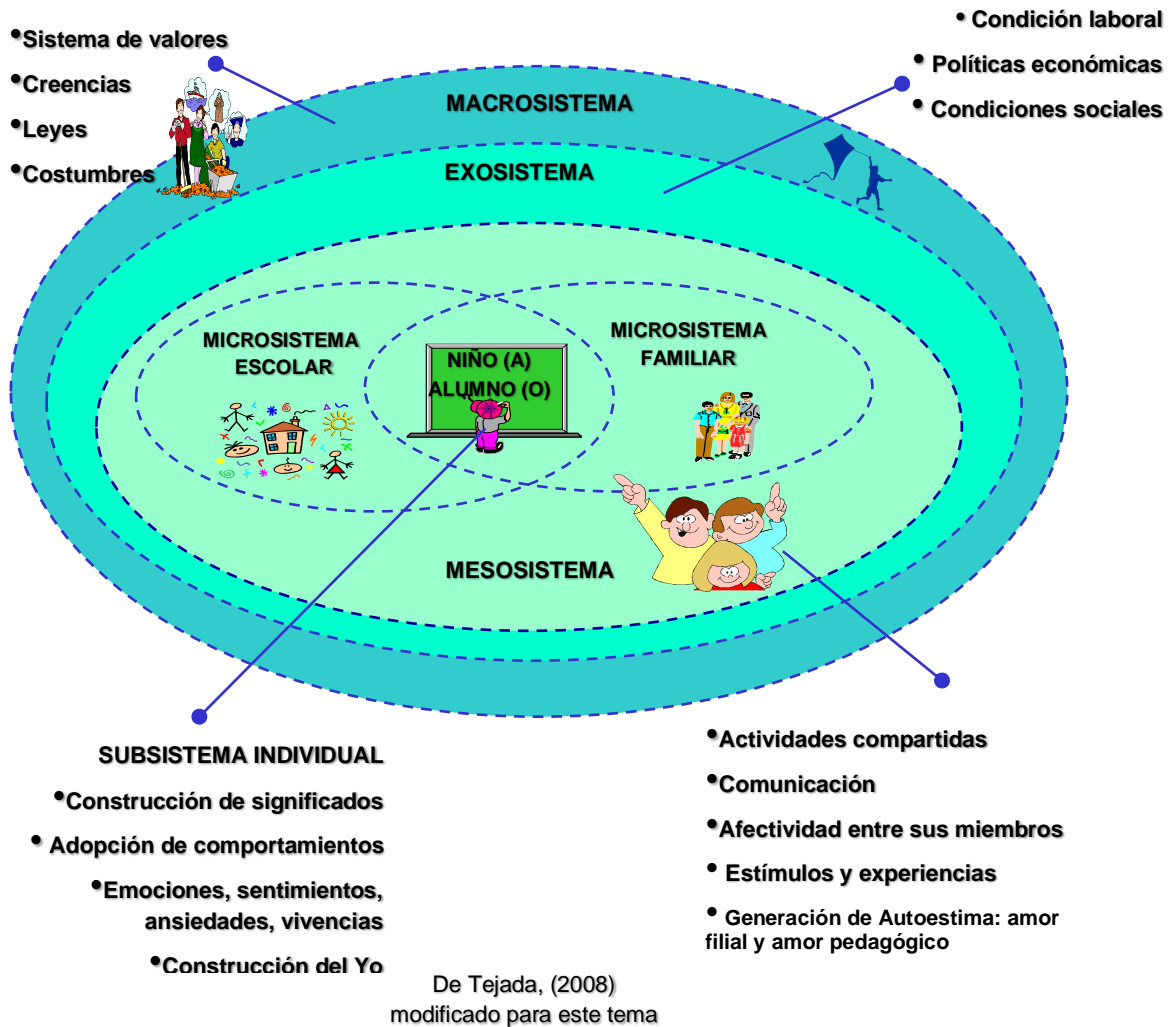 •Sistema de valores
•Creencias
•Leyes
•Costumbres
• Condición laboral
• Políticas económicas
• Condiciones sociales
MACROSISTEMA
EXOSISTEMA
MICROSISTEMA
ESCOLAR
NIÑO (A)
ALUMNO (O)
MICROSISTEMA
FAMILIAR
MESOSISTEMA
SUBSISTEMA INDIVIDUAL
•Construcción de significados
• Adopción de comportamientos
•Emociones, sentimientos,
ansiedades, vivencias
•Construcción del Yo
•Actividades compartidas
•Comunicación
•Afectividad entre sus miembros
• Estímulos y experiencias
• Generación de Autoestima: amor
filial y amor pedagógico
De Tejada, (2008)
modificado para este tema